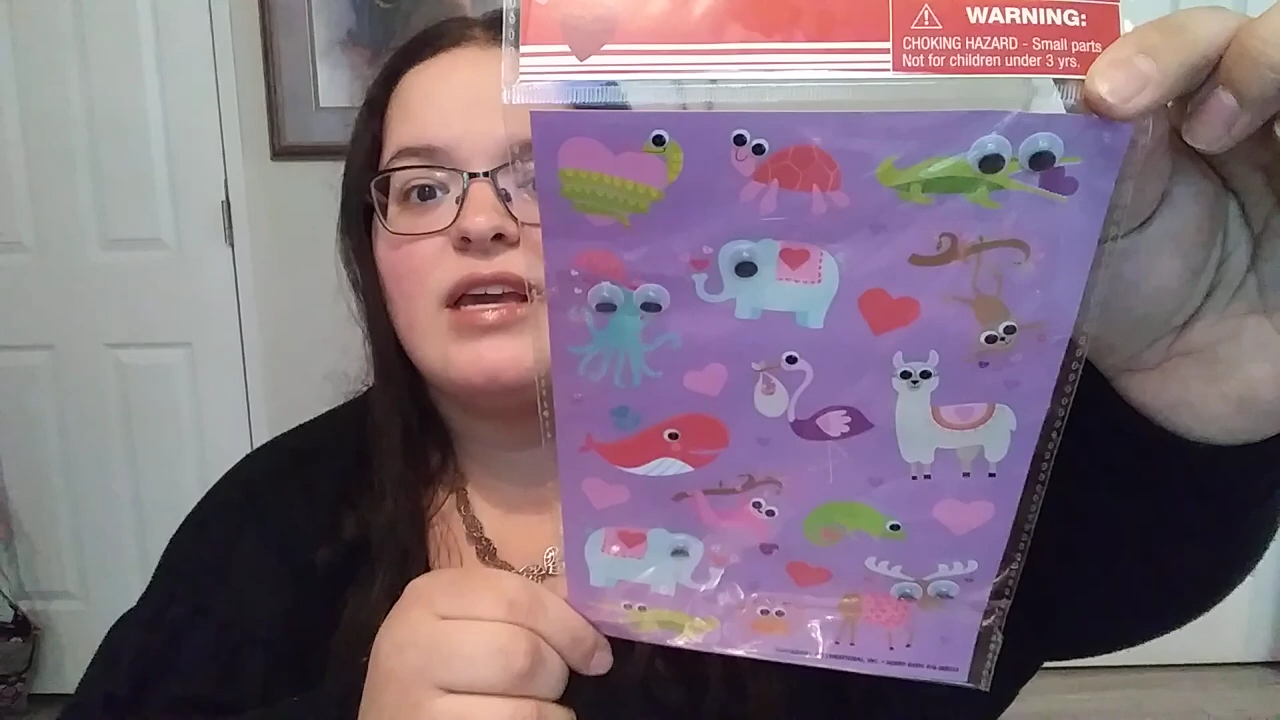 WARNING:
CHOKING HAZARD - Small parts
Not for children under 3 yrs.